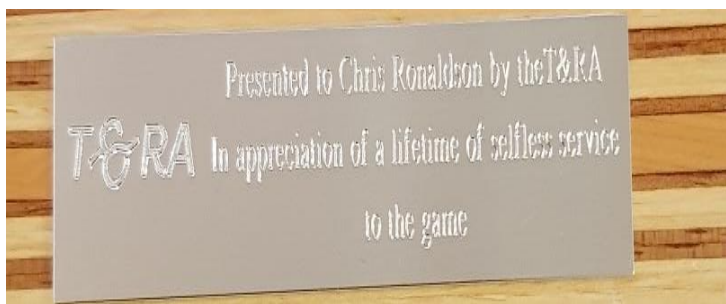 Presented to Chris Ronaldson by theT&RA
T&RA In appreciation of a lifetime of selfless service
to the game